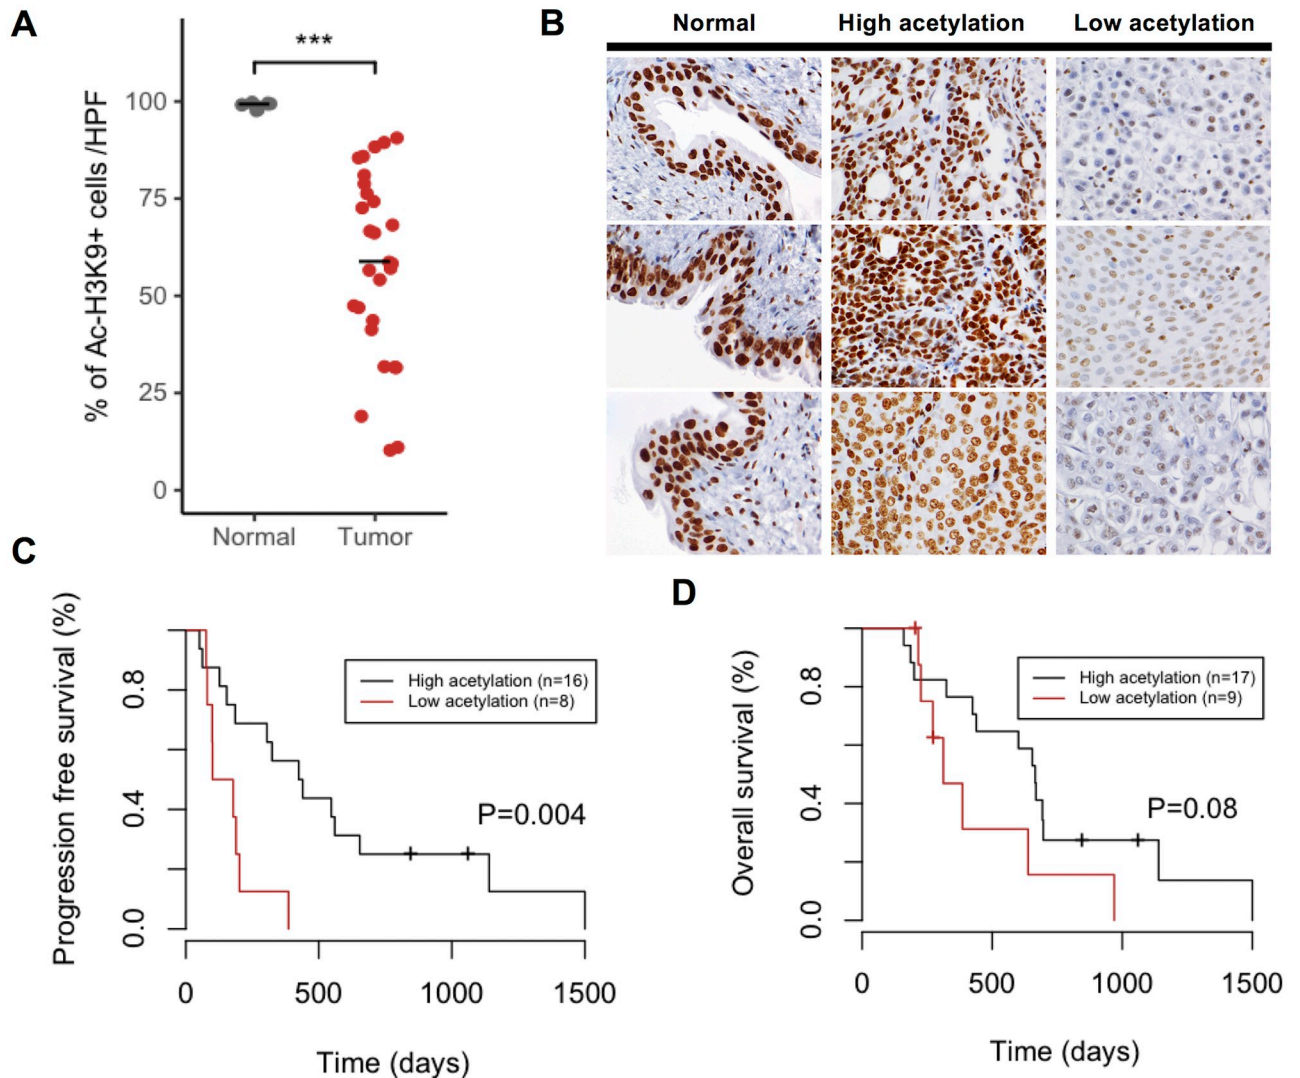 A
***
% of Ac-H3K9+ cells/HPF
100
75
50
25
0
Normal
Tumor
B
Normal
High acetylation
Low acetylation
C
Progression free survival (%)
0.8
0.4
0.0
High acetylation (n=16)
Low acetylation (n=8)
P=0.004
0
500
1000
1500
Time (days)
D
Overall survival (%)
0.8
0.4
0.0
High acetylation (n=17)
Low acetylation (n=9)
P=0.08
0
500
1000
1500
Time (days)